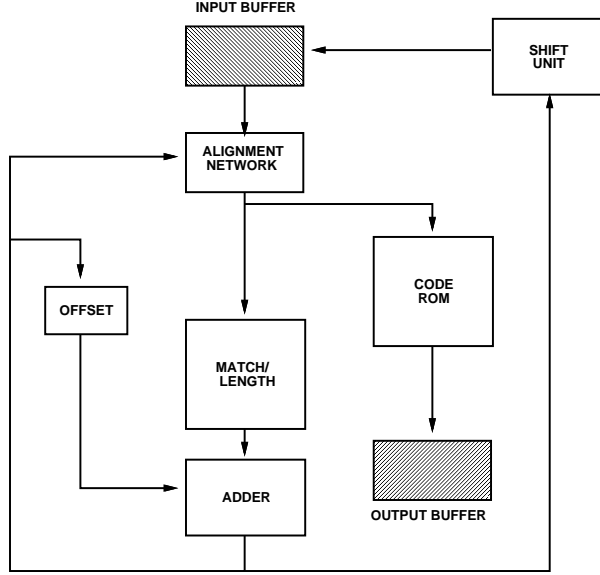 INPUT BUFFER
SHIFT
UNIT
ALIGNMENT
NETWORK
CODE
ROM
OFFSET
MATCH/
LENGTH
ADDER
OUTPUT BUFFER